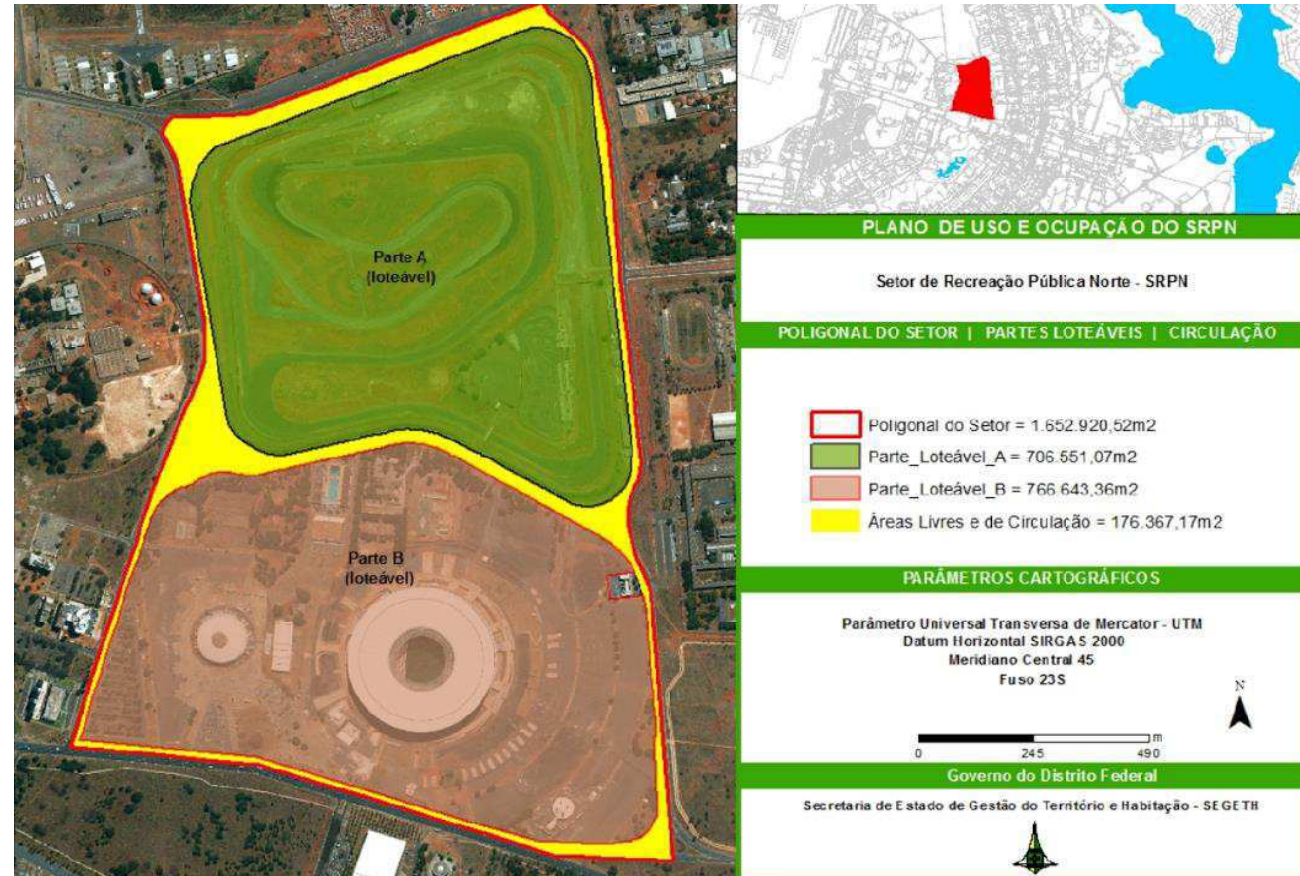 Parte A
(loteável)
Parte B
(loteável)
PLANO DE USO E OCUPAÇÃO DO SRPN
Setor de Recreação Pública Norte - SRPN
POLIGONAL DO SETOR | PARTES LOTEÁVEIS | CIRCULAÇÃO
Poligonal do Setor = 1.652.920,52m2
Parte_Loteável_A = 706.551,07m2
Parte_Loteável_B = 766.643,36m2
Áreas Livres e de Circulação = 176.367,17m2
PARÂMETROS CARTOGRÁFICOS
Parâmetro Universal Transversa de Mercator - UTM
Datum Horizontal SIRGAS 2000
Meridiano Central 45
Fuso 23S
N
m
0 245 490
Governo do Distrito Federal
Secretaria de Estado de Gestão do Território e Habitação - SEGETH